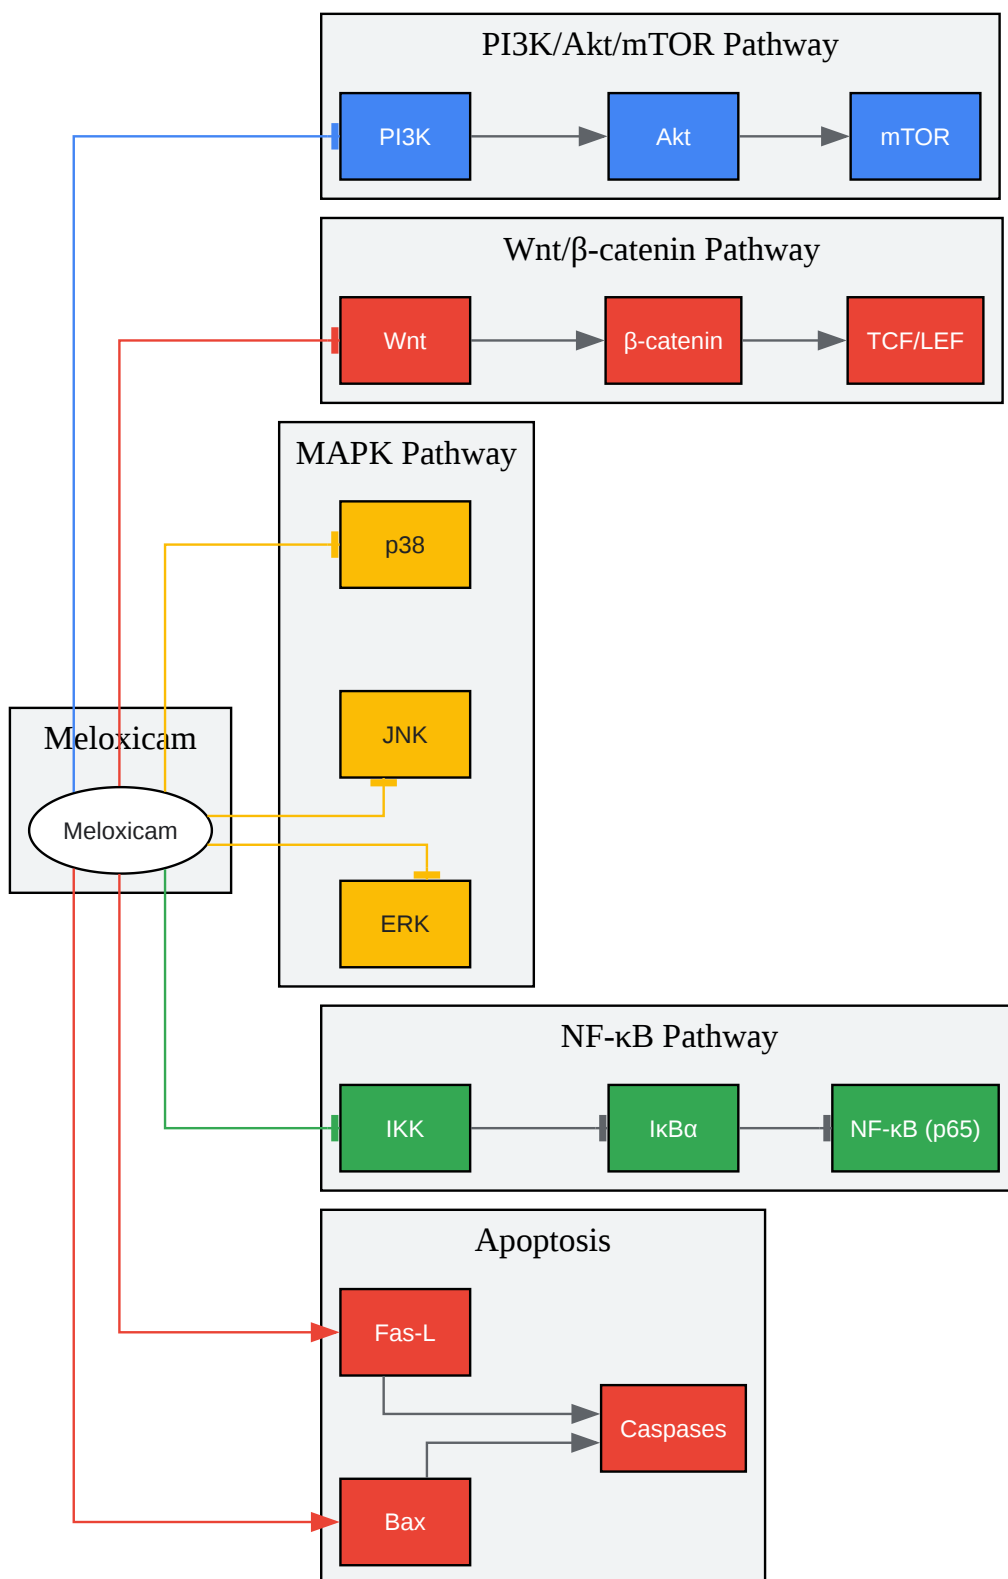 PI3K/Akt/mTOR Pathway
PI3K
Akt
mTOR
Wnt/β-catenin Pathway
Wnt
β-catenin
TCF/LEF
MAPK Pathway
p38
JNK
ERK
Meloxicam
Meloxicam
NF-κB Pathway
IKK
IκBα
NF-κB (p65)
Apoptosis
Fas-L
Caspases
Bax